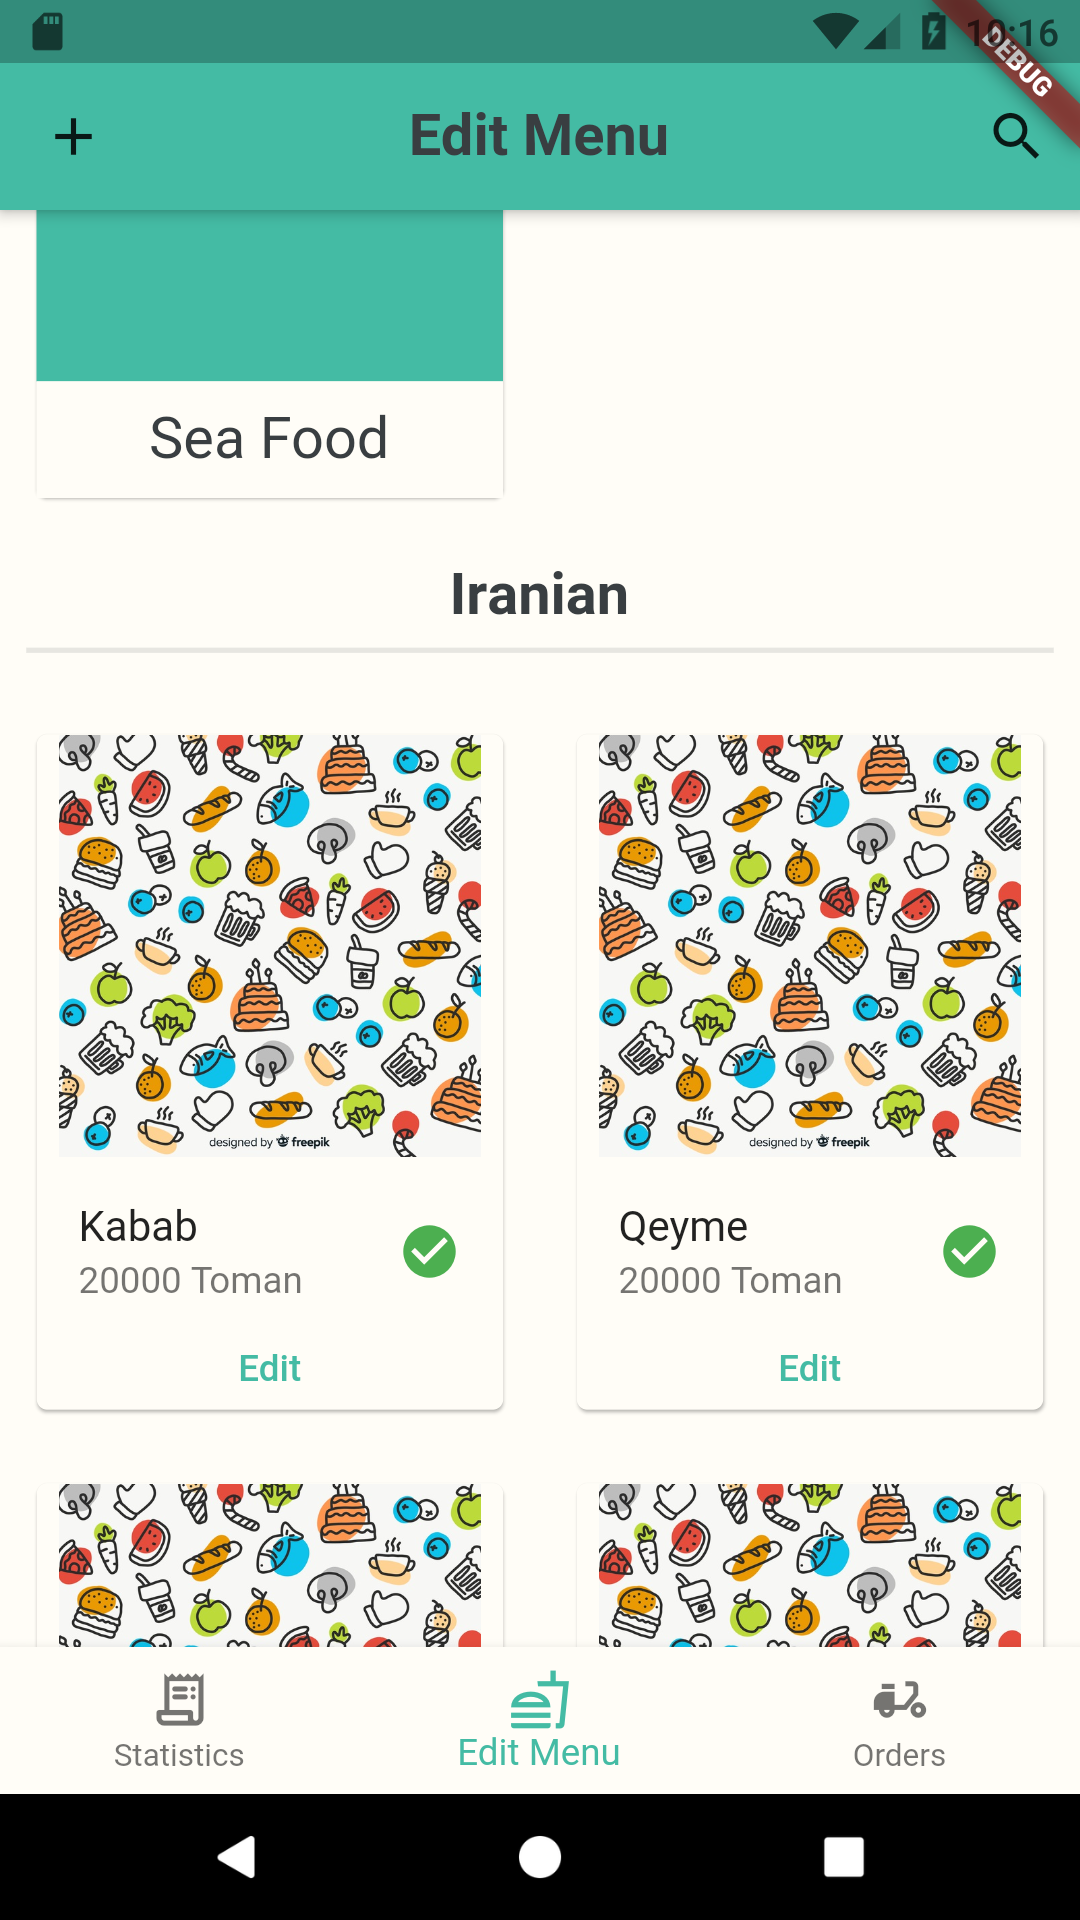 10:16
DEBUG
Edit Menu
Sea Food
Iranian
designed by freepik
designed by freepik
Kabab
20000 Toman
Edit
Qeyme
20000 Toman
Edit
Statistics
Edit Menu
Orders